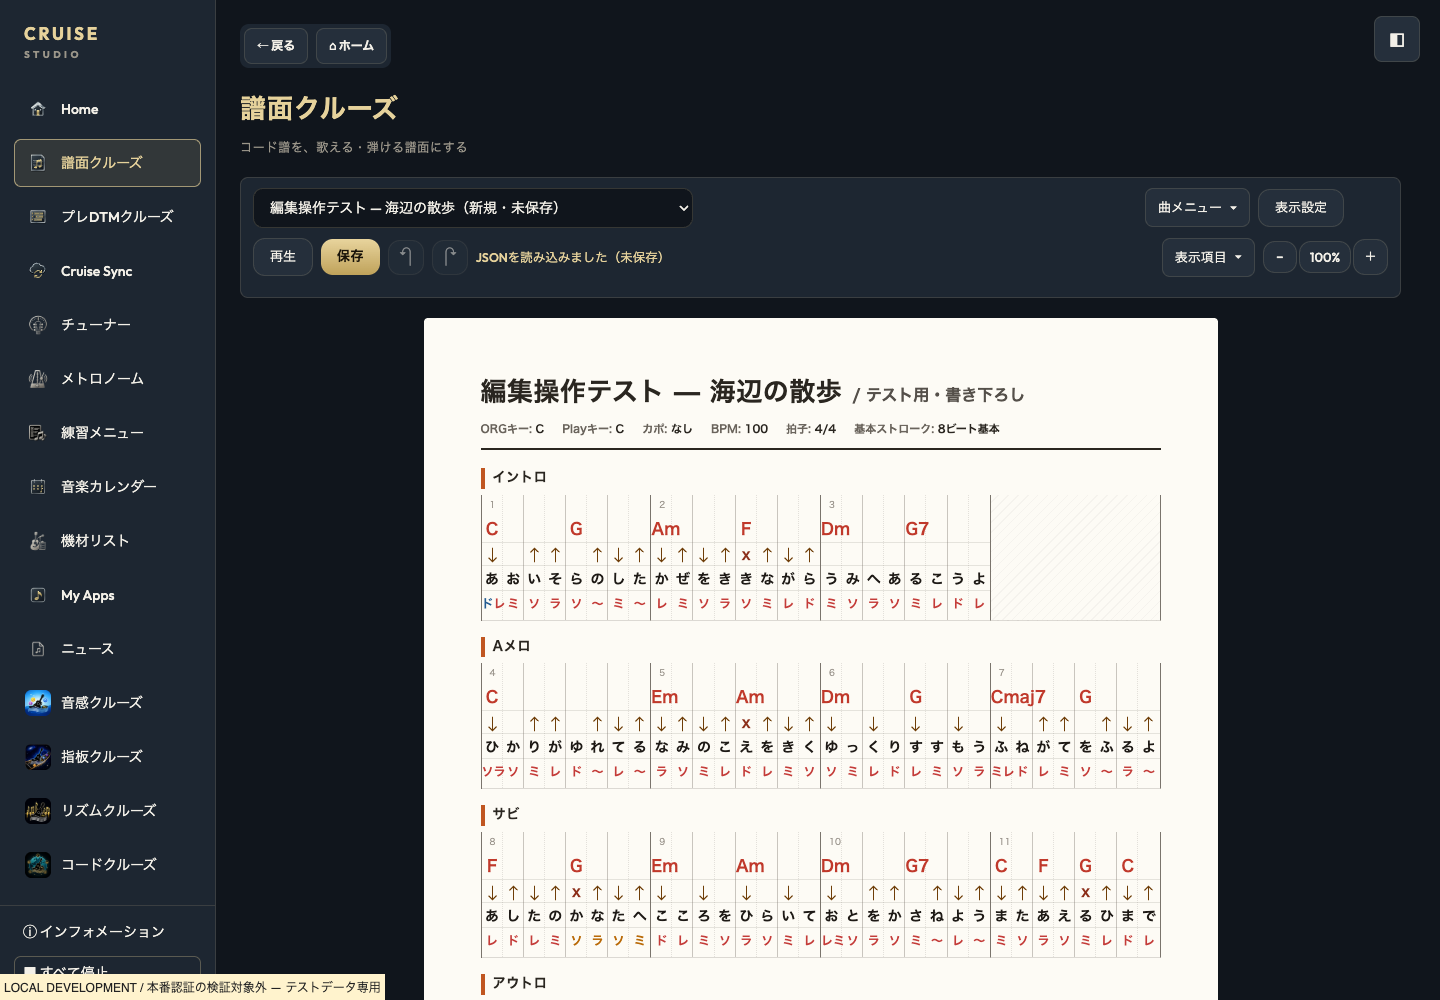 CRUISE
STUDIO
Home
譜面クルーズ
プレDTMクルーズ
Cruise Sync
チューナー
メトロノーム
練習メニュー
音楽カレンダー
機材リスト
My Apps
ニュース
音感クルーズ
指板クルーズ
リズムクルーズ
コードクルーズ
ⓘ インフォメーション
■ すべて停止
LOCAL DEVELOPMENT / 本番認証の検証対象外 — テストデータ専用
← 戻る ⌂ ホーム
譜面クルーズ
コード譜を、歌える・弾ける譜面にする
編集操作テスト — 海辺の散歩（新規・未保存） 曲メニュー 表示設定
再生 保存 JSONを読み込みました（未保存） 表示項目 − 100% +
編集操作テスト — 海辺の散歩 / テスト用・書き下ろし
ORGキー: C Playキー: C カポ: なし BPM: 100 拍子: 4/4 基本ストローク: 8ビート基本
イントロ
1 2 3
C G Am F Dm G7
↓ ↑ ↑ ↑ ↓ ↑ ↓ ↑ ↓ ↑ x ↑ ↓ ↑
あ お い そ ら の し た か ぜ を き き な が ら う み へ あ る こ う よ
ドレ ミ ソ ラ ソ 〜 ミ 〜 レ ミ ソ ラ ソ ミ レ ド ミ ソ ラ ソ ミ レ ド レ
Aメロ
4 5 6 7
C Em Am Dm G Cmaj7 G
↓ ↑ ↑ ↑ ↓ ↑ ↓ ↑ ↓ ↑ x ↑ ↓ ↑ ↓ ↓ ↓ ↓ ↓ ↑ ↑ ↑ ↓ ↑
ひ か り が ゆ れ て る な み の こ え を き く ゆ っ く り す す も う ふ ね が て を ふ る よ
ソラ ソ ミ レ ド 〜 レ 〜 ラ ソ ミ レ ド レ ミ ソ ソ ミ レ ド レ ミ ソ ラ ミレ ド レ ミ ソ 〜 ラ 〜
サビ
8 9 10 11
F G Em Am Dm G7 C F G C
↓ ↑ ↓ ↑ x ↑ ↓ ↑ ↓ ↓ ↓ ↓ ↓ ↑ ↑ ↑ ↓ ↑ ↓ ↑ ↓ ↑ x ↑ ↓ ↑
あ し た の か な た へ こ こ ろ を ひ ら い て お と を か さ ね よ う ま た あ え る ひ ま で
レ ド レ ミ ソ ラ ソ ミ ド レ ミ ソ ラ ソ ミ レ レミ ソ ラ ソ ミ 〜 レ 〜 ミ ソ ラ ソ ミ レ ド レ
アウトロ